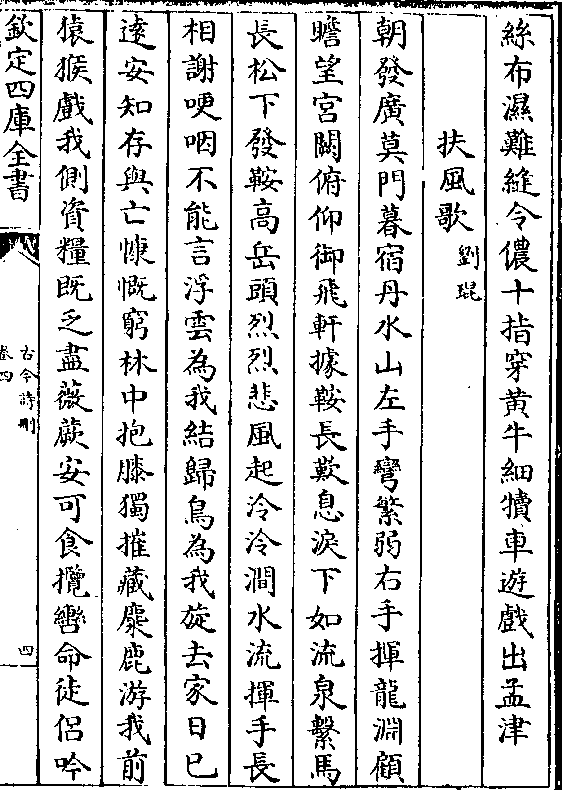 絲布濕難縫令儂十指穿黃牛細犢車遊戲出孟津
扶風歌 劉琨
朝發廣莫門暮宿丹水山左手彎繁弱右手揮龍淵顧
瞻望宮闕俯仰御飛軒據鞍長歎息淚下如流泉繫馬
長松下發鞍高岳頭烈烈悲風起泠泠澗水流揮手長
相謝哽咽不能言浮雲為我結歸鳥為我旋去家日已
逺安知存與亡慷慨窮林中抱膝獨摧藏麋鹿游我前
猿猴戲我側資糧既乏盡薇蕨安可食攬轡命徒侣吟
欽定四庫全書
古今詩刪
卷四
四